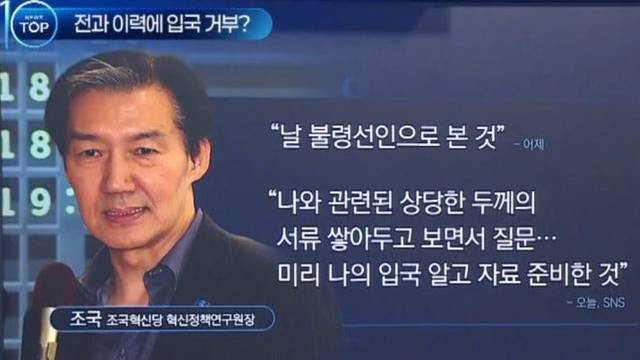 TOP
전과 이력에 입국 거부?
18
18
19:
“날 불령선인으로 본 것” - 어제
“나와 관련된 상당한 두께의
서류 쌓아두고 보면서 질문…
미리 나의 입국 알고 자료 준비한 것”
- 오늘, SNS
조국 조국혁신당 혁신정책연구원장